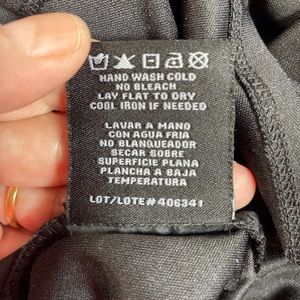 HAND WASH COLD
NO BLEACH
LAY FLAT TO DRY
COOL IRON IF NEEDED
LAVAR A MANO
CON AGUA FRIA
NO BLANQUEADOR
SECAR SOBRE
SUPERFICIE PLANA
PLANCHA A BAJA
TEMPERATURA
LOT/LOTE#406341